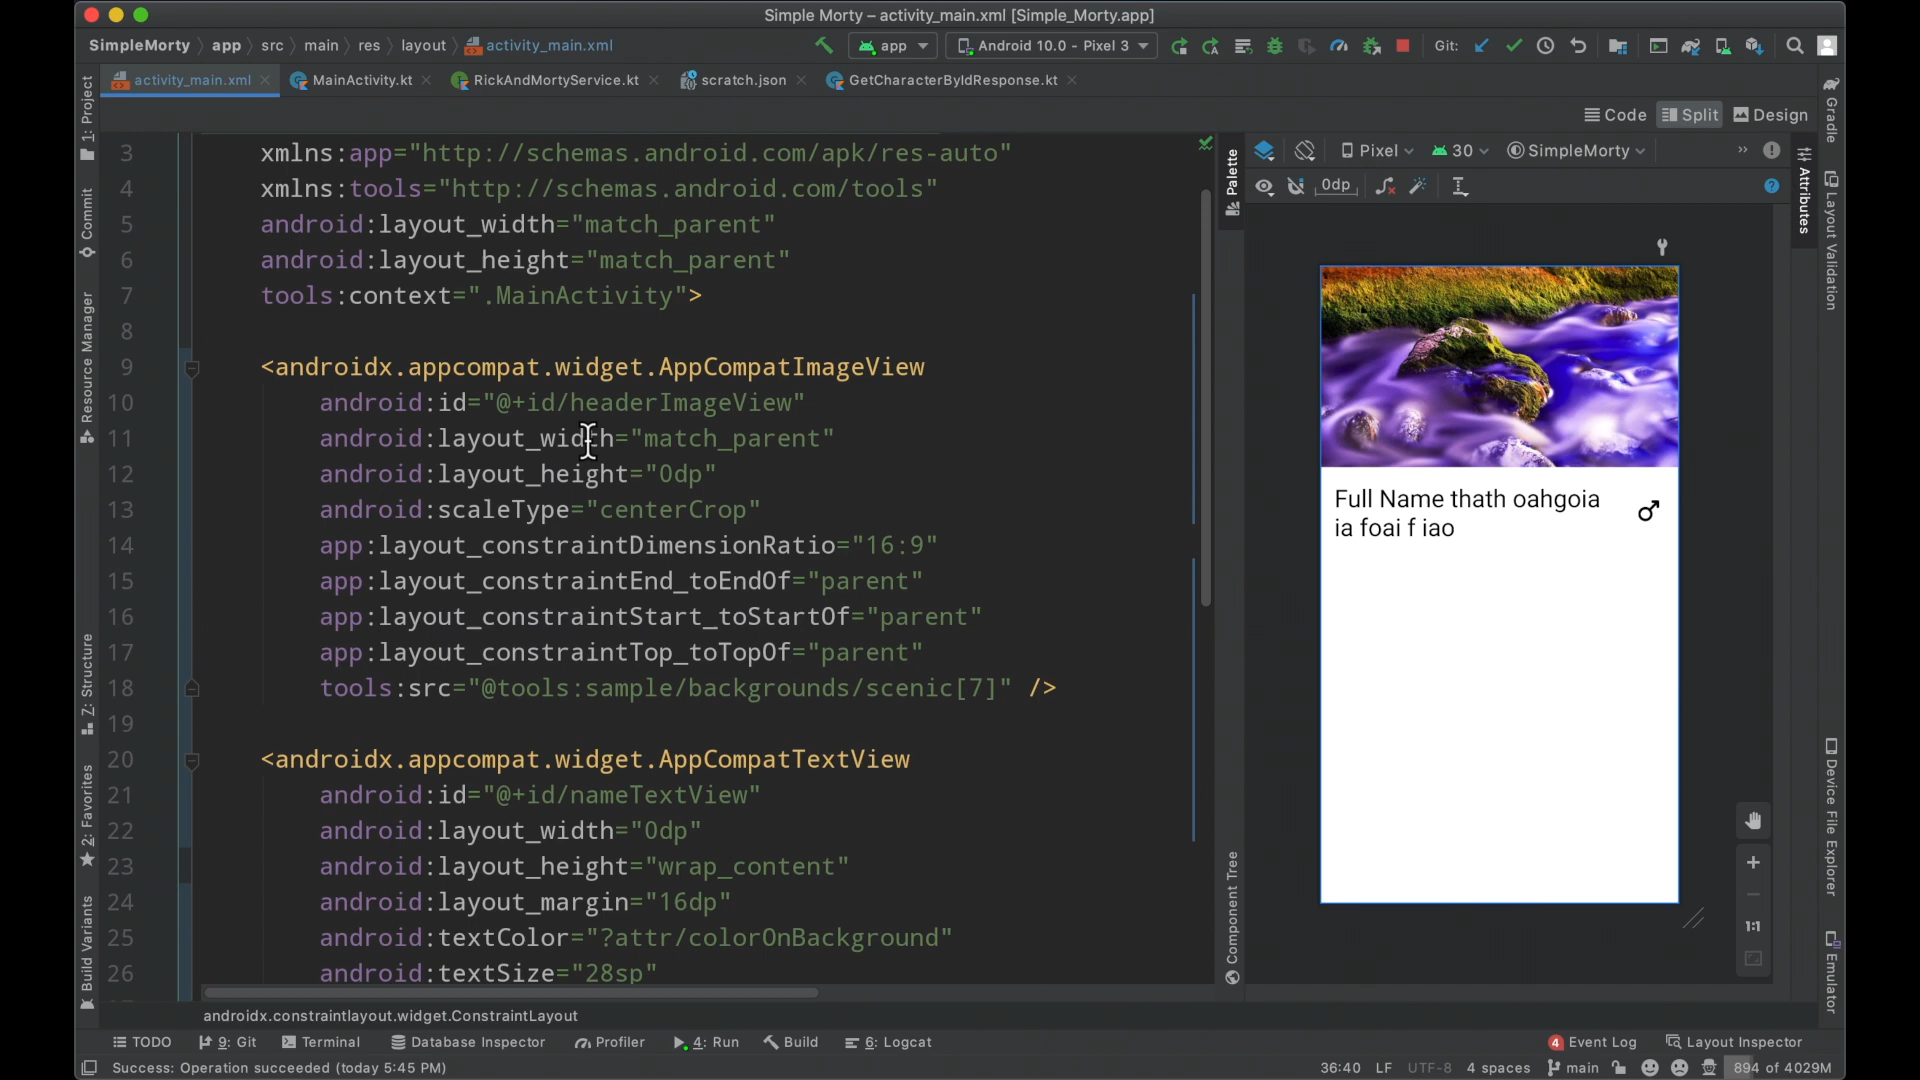 Simple Morty – activity_main.xml [Simple_Morty.app]
SimpleMorty app src main res layout activity_main.xml app Android 10.0 - Pixel 3 Git:
activity_main.xml MainActivity.kt RickAndMortyService.kt scratch.json GetCharacterByIdResponse.kt
Code Split Design
1: Project
Commit
Resource Manager
Z: Structure
2: Favorites
Build Variants
3 xmlns:app="http://schemas.android.com/apk/res-auto"
4 xmlns:tools="http://schemas.android.com/tools"
5 android:layout_width="match_parent"
6 android:layout_height="match_parent"
7 tools:context=".MainActivity">
8
9 <androidx.appcompat.widget.AppCompatImageView
10 android:id="@+id/headerImageView"
11 android:layout_width="match_parent"
12 android:layout_height="0dp"
13 android:scaleType="centerCrop"
14 app:layout_constraintDimensionRatio="16:9"
15 app:layout_constraintEnd_toEndOf="parent"
16 app:layout_constraintStart_toStartOf="parent"
17 app:layout_constraintTop_toTopOf="parent"
18 tools:src="@tools:sample/backgrounds/scenic[7]" />
19
20 <androidx.appcompat.widget.AppCompatTextView
21 android:id="@+id/nameTextView"
22 android:layout_width="0dp"
23 android:layout_height="wrap_content"
24 android:layout_margin="16dp"
25 android:textColor="?attr/colorOnBackground"
26 android:textSize="28sp"
androidx.constraintlayout.widget.ConstraintLayout
Palette
Component Tree
Pixel 30 SimpleMorty
0dp
Full Name thath oahgoia
ia foai f iao
1:1
Attributes
Gradle
Layout Validation
Device File Explorer
Emulator
TODO 9: Git Terminal Database Inspector Profiler 4: Run Build 6: Logcat 4 Event Log Layout Inspector
Success: Operation succeeded (today 5:45 PM) 36:40 LF UTF-8 4 spaces main 894 of 4029M